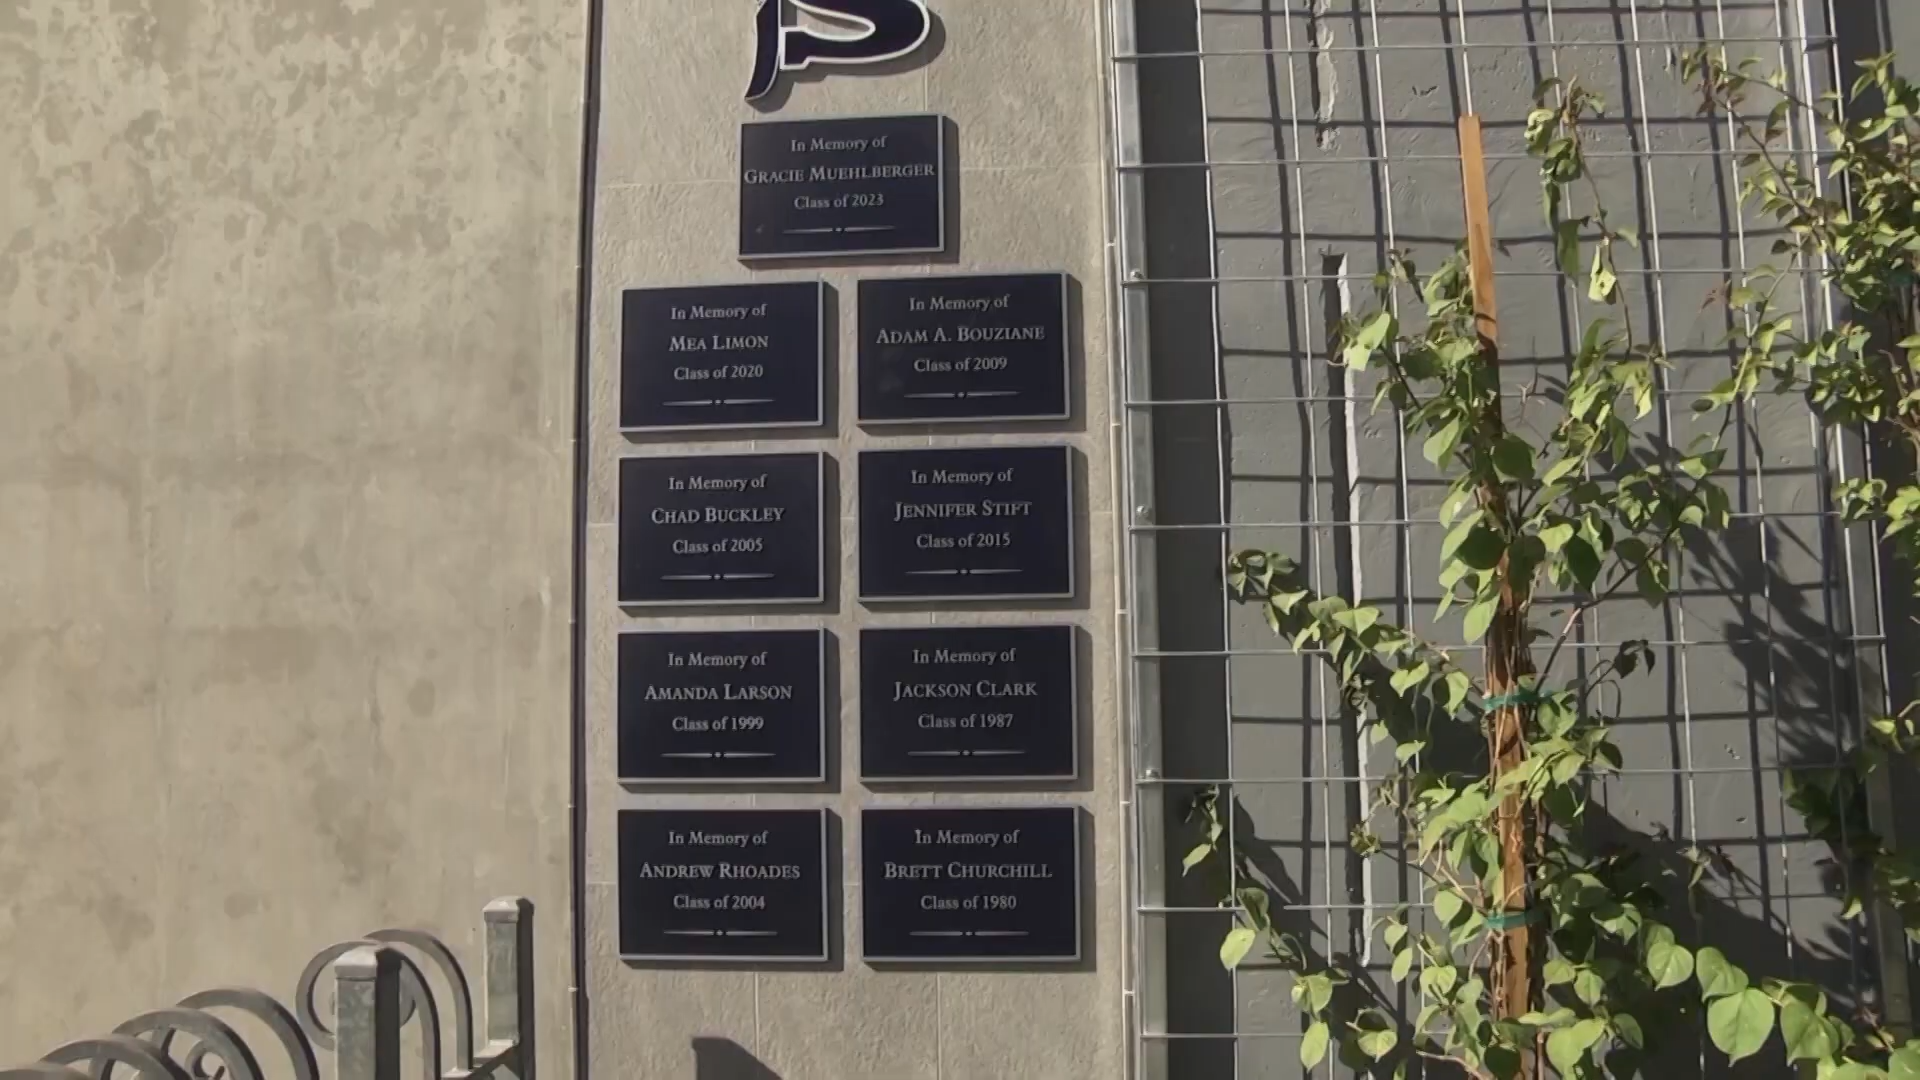 In Memory of
GRACIE MUEHLBERGER
Class of 2023
In Memory of
MEA LIMON
Class of 2020
In Memory of
ADAM A. BOUZIANE
Class of 2009
In Memory of
CHAD BUCKLEY
Class of 2005
In Memory of
JENNIFER STIFT
Class of 2015
In Memory of
AMANDA LARSON
Class of 1999
In Memory of
JACKSON CLARK
Class of 1987
In Memory of
ANDREW RHOADES
Class of 2004
In Memory of
BRETT CHURCHILL
Class of 1980